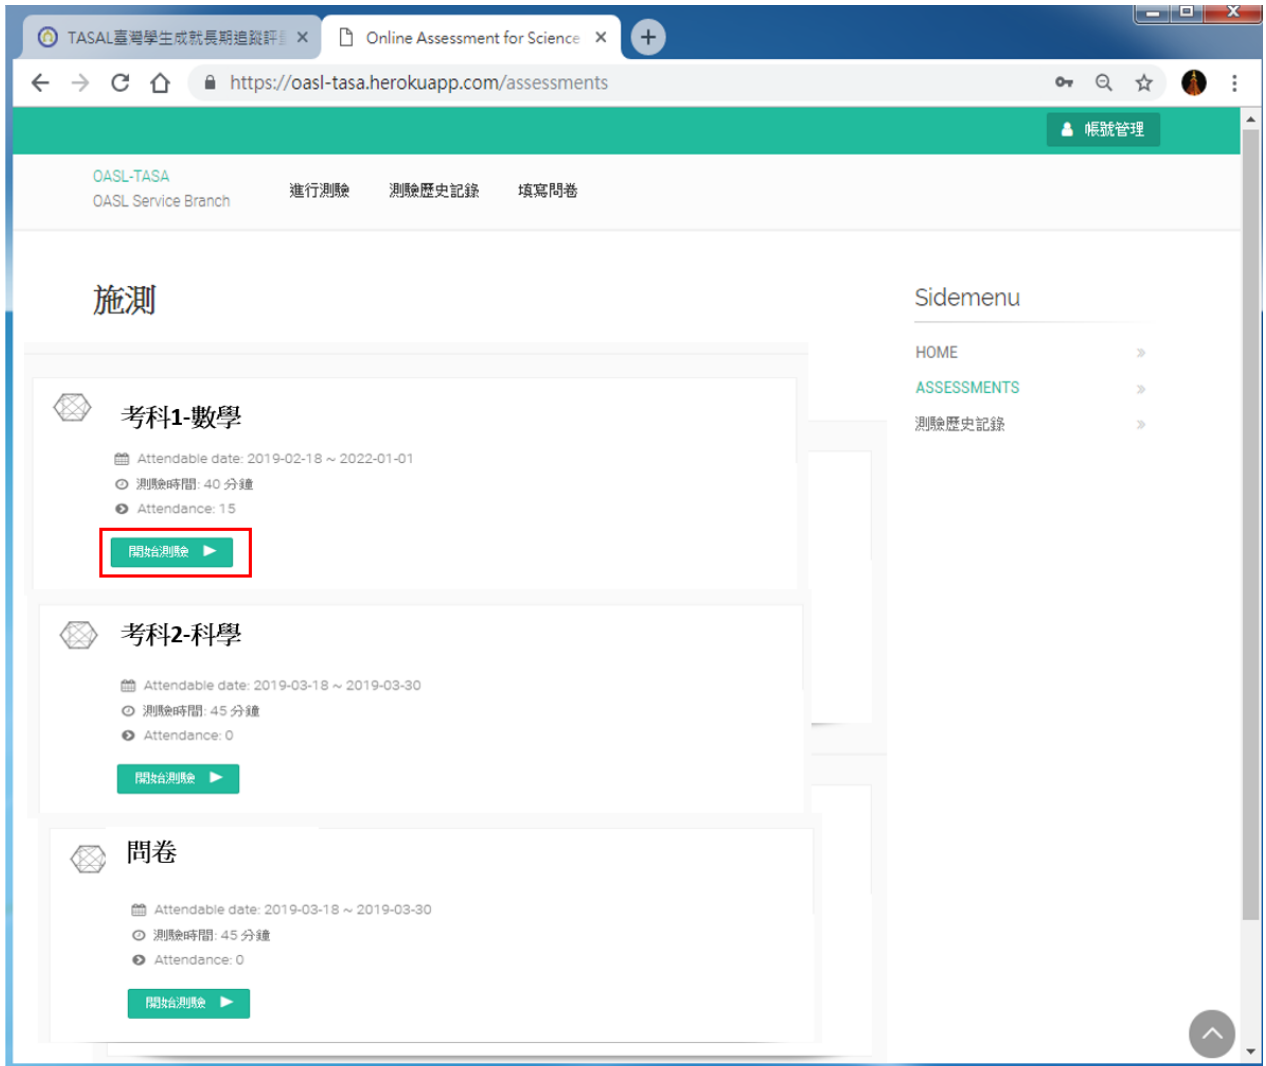 TASAL臺灣學生成就長期追蹤評
Online Assessment for Science
https://oasl-tasa.herokuapp.com/assessments
帳號管理
OASL-TASA
OASL Service Branch
進行測驗
測驗歷史記錄
填寫問卷
施測
Sidemenu
HOME
ASSESSMENTS
測驗歷史記錄
考科1-數學
Attendable date: 2019-02-18 ~ 2022-01-01
測驗時間: 40 分鐘
Attendance: 15
開始測驗
考科2-科學
Attendable date: 2019-03-18 ~ 2019-03-30
測驗時間: 45 分鐘
Attendance: 0
開始測驗
問卷
Attendable date: 2019-03-18 ~ 2019-03-30
測驗時間: 45 分鐘
Attendance: 0
開始測驗